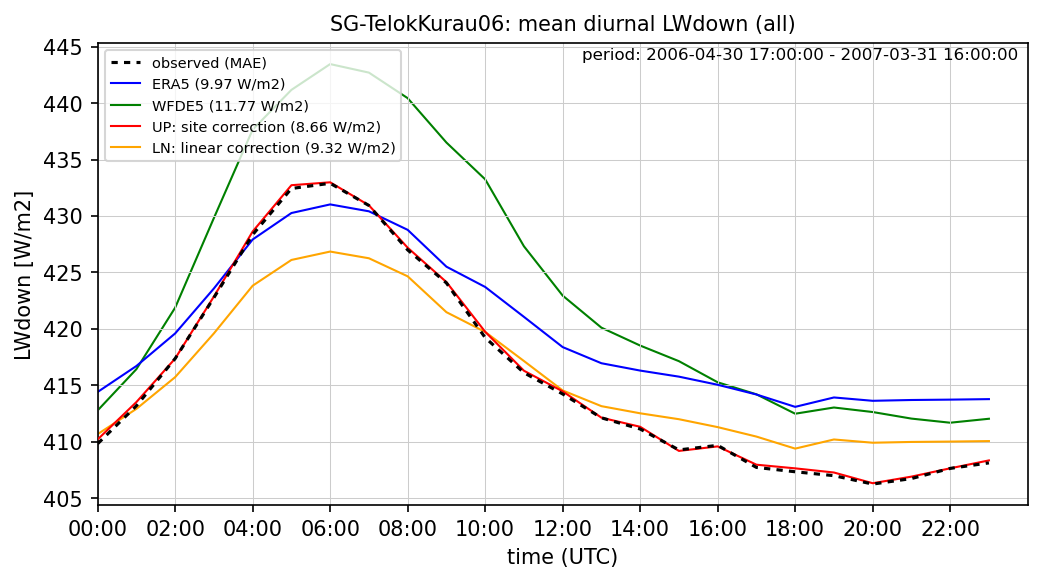 SG-TelokKurau06: mean diurnal LWdown (all)
period: 2006-04-30 17:00:00 - 2007-03-31 16:00:00
observed (MAE)
ERA5 (9.97 W/m2)
WFDE5 (11.77 W/m2)
UP: site correction (8.66 W/m2)
LN: linear correction (9.32 W/m2)
LWdown [W/m2]
445
440
435
430
425
420
415
410
405
00:00 02:00 04:00 06:00 08:00 10:00 12:00 14:00 16:00 18:00 20:00 22:00
time (UTC)